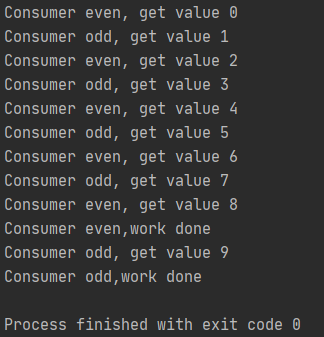 Consumer even, get value 0
Consumer odd, get value 1
Consumer even, get value 2
Consumer odd, get value 3
Consumer even, get value 4
Consumer odd, get value 5
Consumer even, get value 6
Consumer odd, get value 7
Consumer even, get value 8
Consumer even,work done
Consumer odd, get value 9
Consumer odd,work done
Process finished with exit code 0